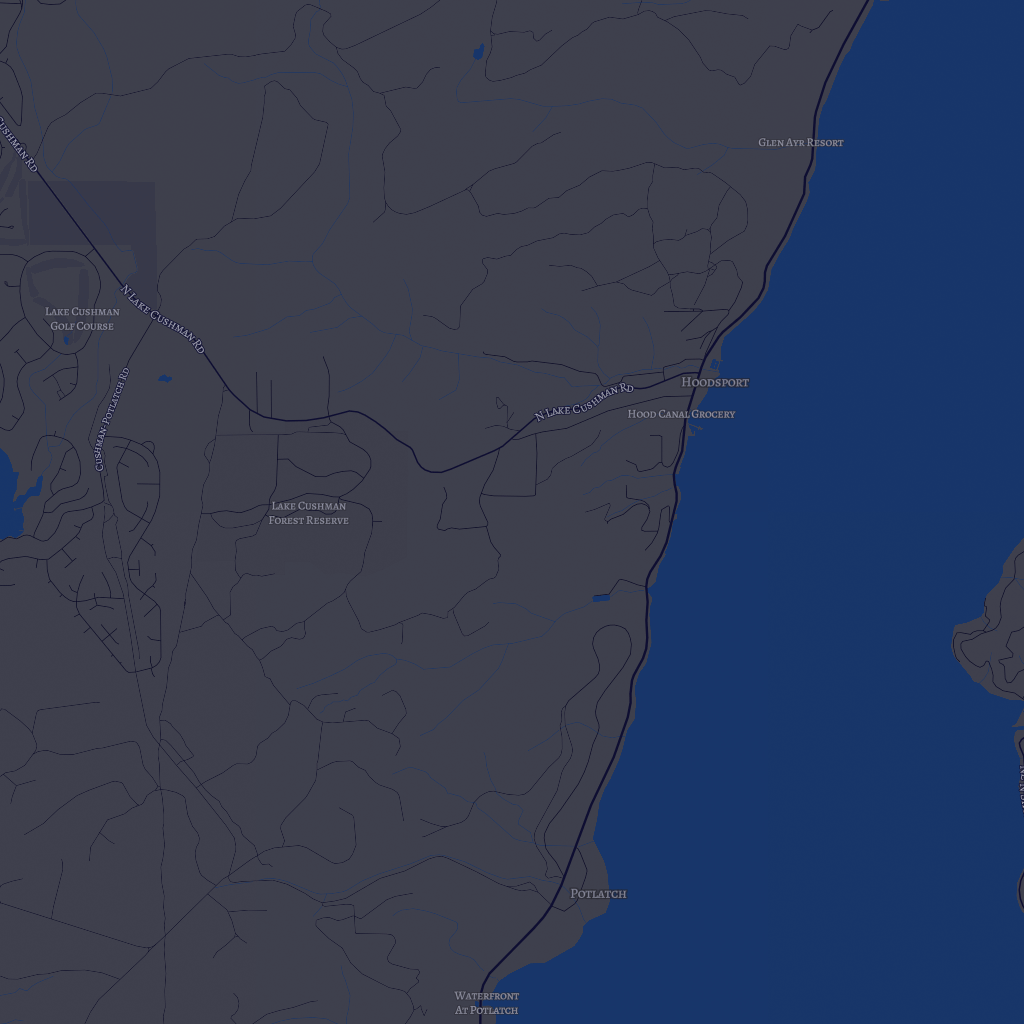 Glen Ayr Resort
Cushman Rd
N Lake Cushman Rd
Lake Cushman
Golf Course
Cushman-Potlatch Rd
Hoodsport
N Lake Cushman Rd
Hood Canal Grocery
Lake Cushman
Forest Reserve
Potlatch
Waterfront
At Potlatch